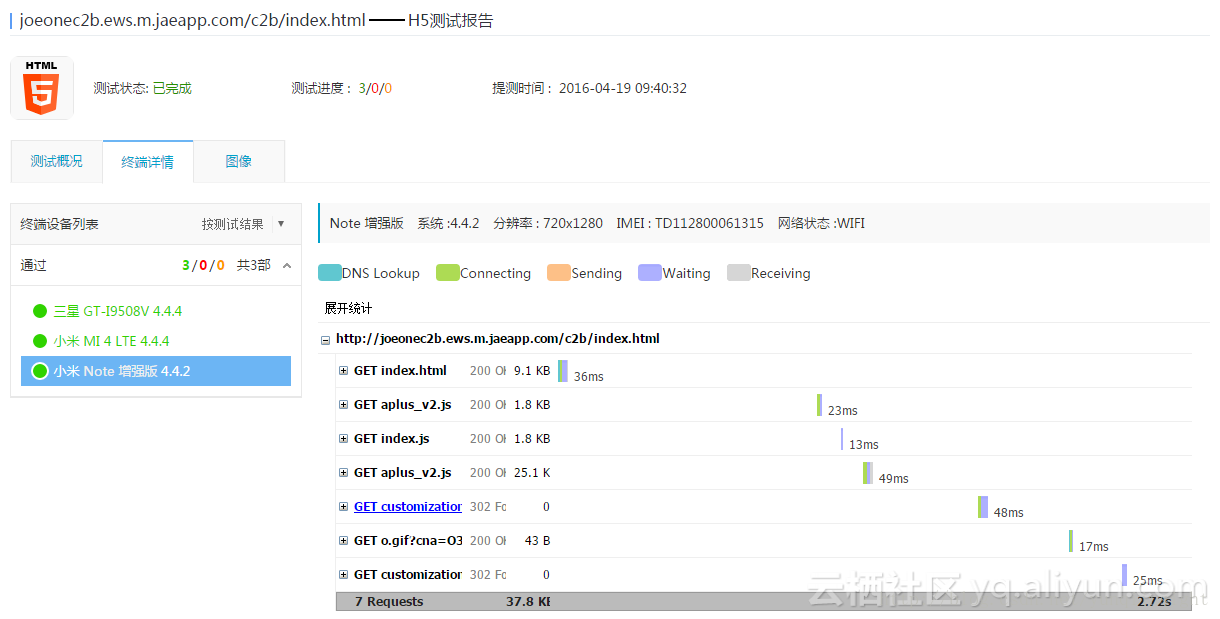 joeonec2b.ews.m.jaeapp.com/c2b/index.html —— H5测试报告
HTML
5
测试状态: 已完成 测试进度: 3/0/0 提测时间: 2016-04-19 09:40:32
测试概况 终端详情 图像
终端设备列表 按测试结果 ▼
通过 3/0/0 共3部
三星 GT-I9508V 4.4.4
小米 MI 4 LTE 4.4.4
小米 Note 增强版 4.4.2
Note 增强版 系统 :4.4.2 分辨率 : 720x1280 IMEI : TD112800061315 网络状态 :WIFI
DNS Lookup Connecting Sending Waiting Receiving
展开统计
http://joeonec2b.ews.m.jaeapp.com/c2b/index.html
GET index.html 200 Ol 9.1 KB 36ms
GET aplus_v2.js 200 Ol 1.8 KB 23ms
GET index.js 200 Ol 1.8 KB 13ms
GET aplus_v2.js 200 Ol 25.1 K 49ms
GET customization 302 Fo 0 48ms
GET o.gif?cna=O3 200 Ol 43 B 17ms
GET customization 302 Fo 0 25ms
7 Requests 37.8 KB 2.72s
云栖社区 yq.aliyun.com